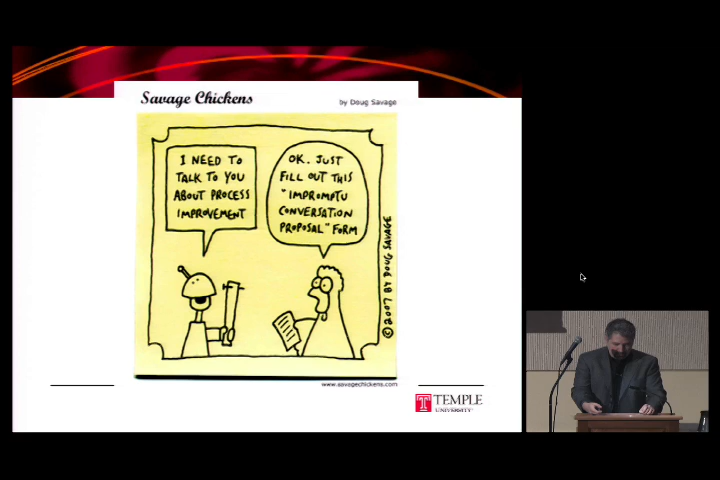 Savage Chickens
by Doug Savage
I NEED TO
TALK TO YOU
ABOUT PROCESS
IMPROVEMENT
OK. JUST
FILL OUT THIS
"IMPROMPTU
CONVERSATION
PROPOSAL" FORM
©2007 BY DOUG SAVAGE
www.savagechickens.com
T TEMPLE
UNIVERSITY